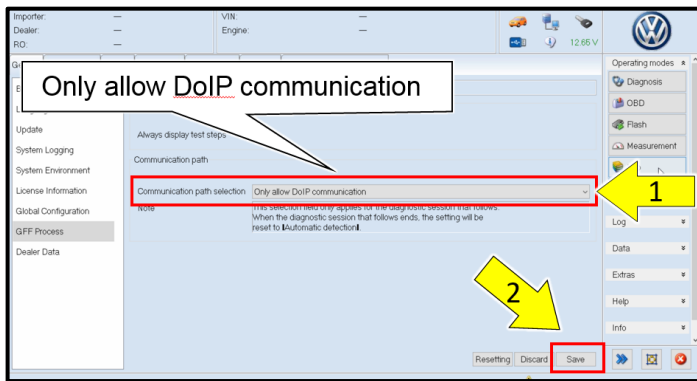 Importer: —
Dealer: —
RO: —
VIN: —
Engine: —
12.65 V
Operating modes
Only allow DoIP communication
Diagnosis
OBD
Flash
Measurement
Update
System Logging
System Environment
License Information
Global Configuration
GFF Process
Dealer Data
Always display test steps
Communication path
Communication path selection Only allow DoIP communication
1
Note This selection field only applies for the diagnostic session that follows.
When the diagnostic session that follows ends, the setting will be
reset to ‖Automatic detection‖.
Log
Data
Extras
Help
Info
2
Resetting Discard Save